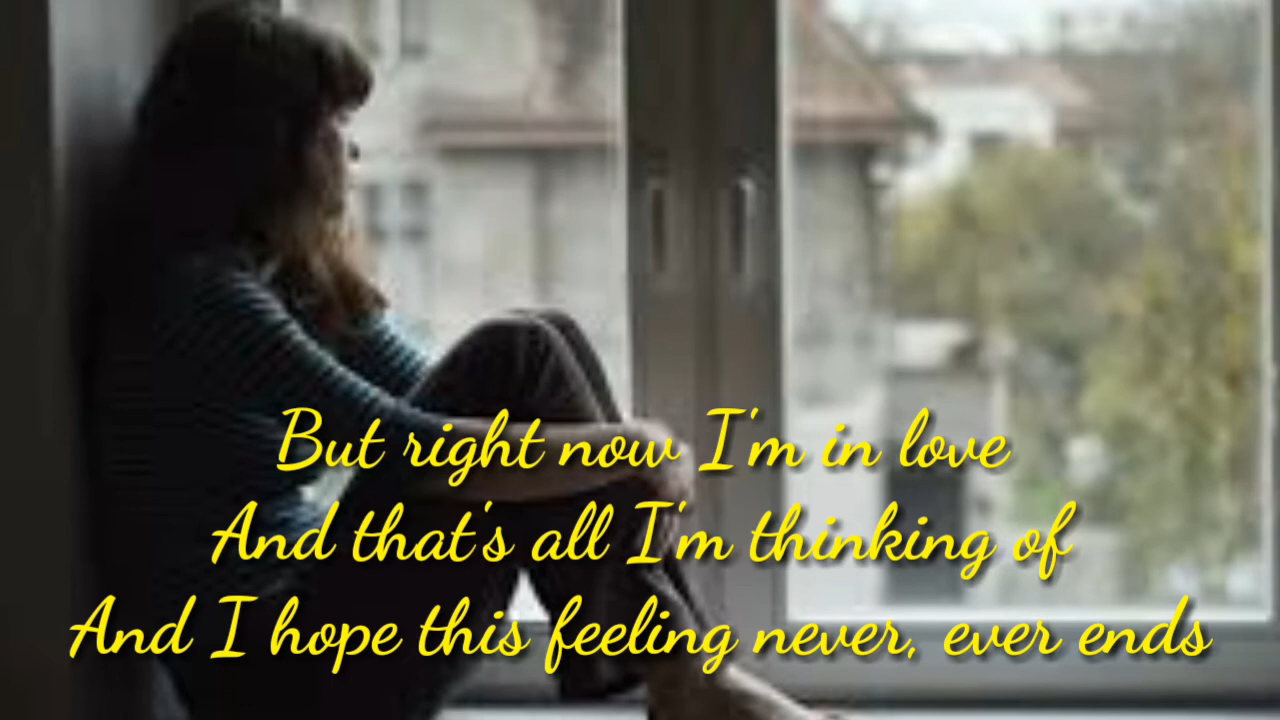 But right now I'm in love
And that's all I'm thinking of
And I hope this feeling never, ever ends